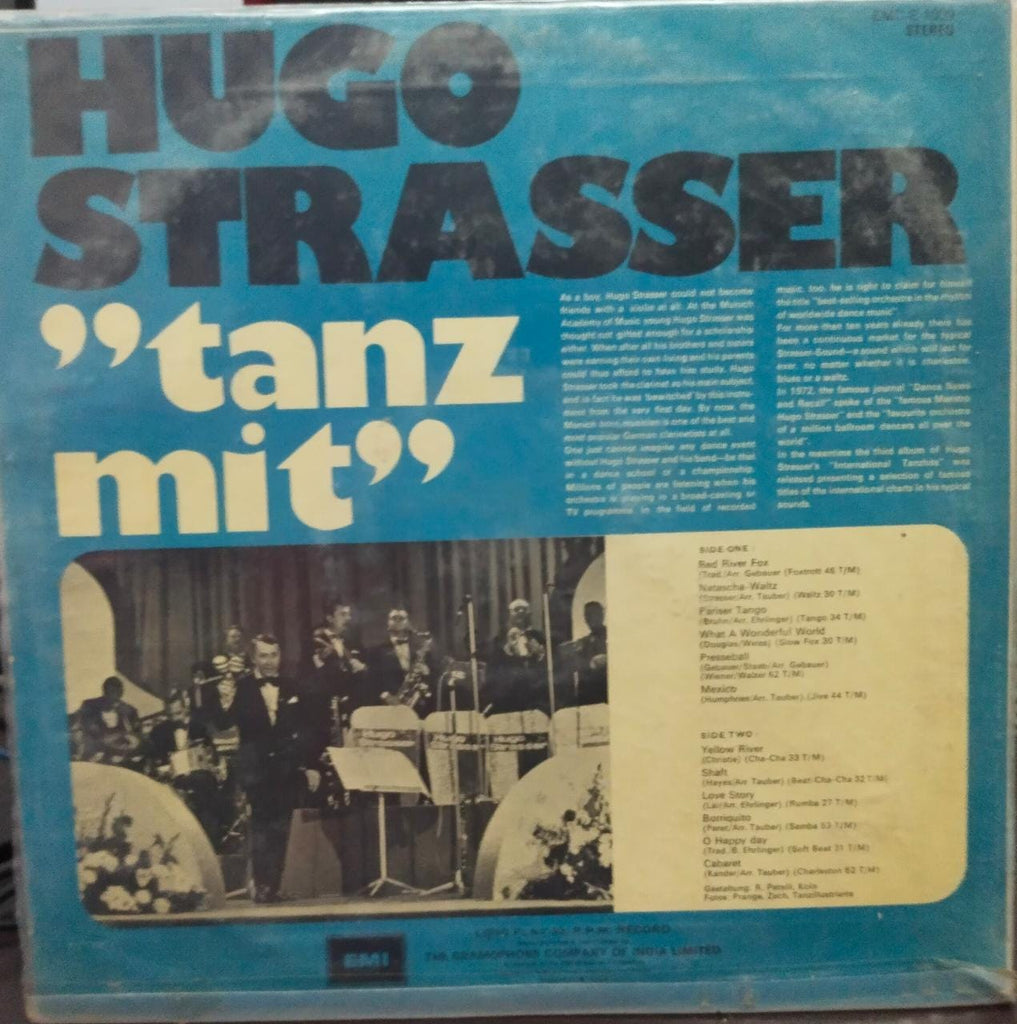 STEREO
HUGO
STRASSER
"tanz
mit"
As a boy, Hugo Strasser could not become
friends with a violin at all. At the Munich
Academy of Music young Hugo Strasser was
thought not gifted enough for a scholarship
either. When after all his brothers and sisters
were earning their own living and his parents
could thus afford to have him study, Hugo
Strasser took the clarinet as his main subject,
and in fact he was 'bewitched' by this instru-
ment from the very first day. By now, the
Munich born musician is one of the best and
most popular German clarinetists at all.
One just cannot imagine any dance event
without Hugo Strasser and his band—be that
in a dance school or a championship.
Millions of people are listening when his
orchestra is playing in a broad-casting or
TV programme. In the field of recorded
music, too, he is right to claim for himself
the title "best-selling orchestra in the rhythm
of worldwide dance music".
For more than ten years already there has
been a continuous market for the typical
Strasser-Sound—a sound which will last for
ever, no matter whether it is charleston,
blues or a waltz.
In 1972, the famous journal "Dance News
and Recall" spoke of the "famous Maestro
Hugo Strasser" and the "favourite orchestra
of a million ballroom dancers all over the
world".
In the meantime the third album of Hugo
Strasser's "International Tanzhits" was
released presenting a selection of famous
titles of the international charts in his typical
sounds.
SIDE ONE
Red River Fox
(Trad./Arr. Gebauer) (Foxtrott 48 T/M)
Natascha-Waltz
(Strasser/Arr. Tauber) (Waltz 30 T/M)
Pariser Tango
(Bruhn/Arr. Ehrlinger) (Tango 34 T/M)
What A Wonderful World
(Douglas/Weiss) (Slow Fox 30 T/M)
Presseball
(Gebauer/Staab/Arr. Gebauer)
(Wiener/Walzer 62 T/M)
Mexico
(Humphries/Arr. Tauber) (Jive 44 T/M)
SIDE TWO
Yellow River
(Christie) (Cha-Cha 33 T/M)
Shaft
(Hayes/Arr Tauber) (Beat-Cha-Cha 32 T/M)
Love Story
(Lai/Arr. Ehrlinger) (Rumba 27 T/M)
Borriquito
(Peret/Arr. Tauber) (Samba 53 T/M)
O Happy day
(Trad./B. Ehrlinger) (Soft Beat 31 T/M)
Cabaret
(Kander/Arr. Tauber) (Charleston 62 T/M)
Gestaltung: R. Köln
Fotos: Prange, Zech, Tanzillustrierte
Hugo
Strasser
Hugo
Strasser
R.P.M. RECORD
THE GRAMOPHONE COMPANY OF INDIA LIMITED
EMI